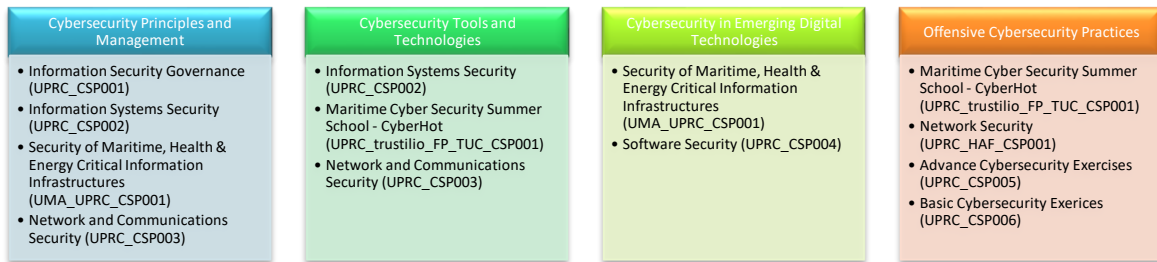 Cybersecurity Principles and
Management
• Information Security Governance
(UPRC_CSP001)
• Information Systems Security
(UPRC_CSP002)
• Security of Maritime, Health &
Energy Critical Information
Infrastructures
(UMA_UPRC_CSP001)
• Network and Communications
Security (UPRC_CSP003)
Cybersecurity Tools and
Technologies
• Information Systems Security
(UPRC_CSP002)
• Maritime Cyber Security Summer
School - CyberHot
(UPRC_trustilio_FP_TUC_CSP001)
• Network and Communications
Security (UPRC_CSP003)
Cybersecurity in Emerging Digital
Technologies
• Security of Maritime, Health &
Energy Critical Information
Infrastructures
(UMA_UPRC_CSP001)
• Software Security (UPRC_CSP004)
Offensive Cybersecurity Practices
• Maritime Cyber Security Summer
School - CyberHot
(UPRC_trustilio_FP_TUC_CSP001)
• Network Security
(UPRC_HAF_CSP001)
• Advance Cybersecurity Exercises
(UPRC_CSP005)
• Basic Cybersecurity Exerices
(UPRC_CSP006)